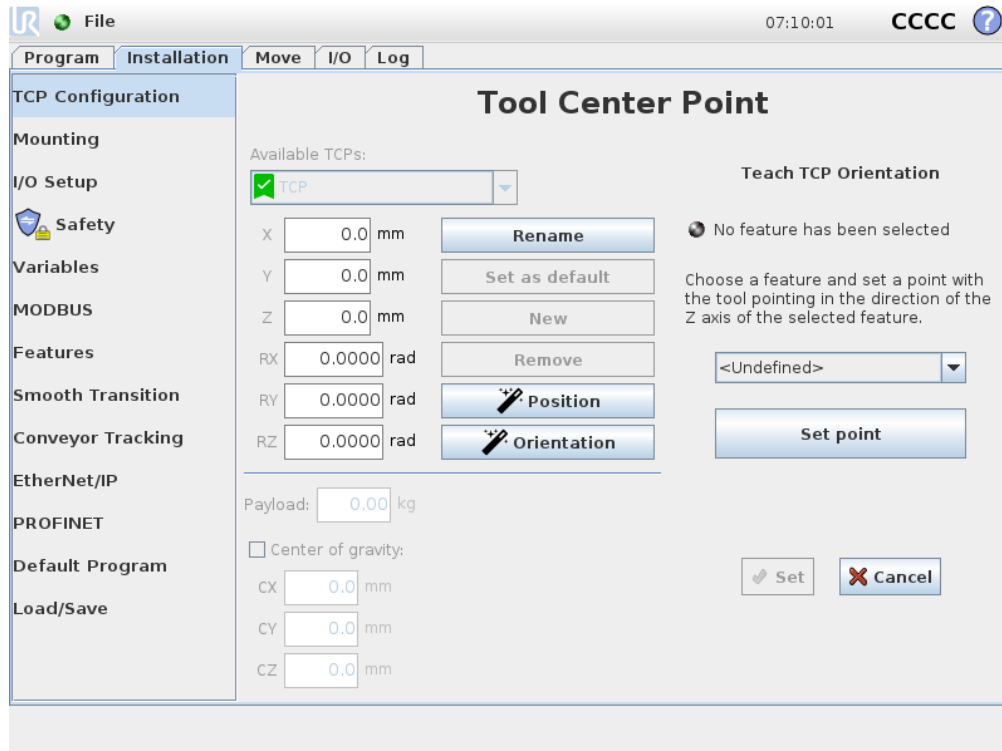 UR File 07:10:01 CCCC ?
Program Installation Move I/O Log
TCP Configuration
Mounting
I/O Setup
Safety
Variables
MODBUS
Features
Smooth Transition
Conveyor Tracking
EtherNet/IP
PROFINET
Default Program
Load/Save
Tool Center Point
Available TCPs:
TCP
X 0.0 mm Rename
Y 0.0 mm Set as default
Z 0.0 mm New
RX 0.0000 rad Remove
RY 0.0000 rad Position
RZ 0.0000 rad Orientation
Payload: 0.00 kg
Center of gravity:
CX 0.0 mm
CY 0.0 mm
CZ 0.0 mm
Teach TCP Orientation
No feature has been selected
Choose a feature and set a point with
the tool pointing in the direction of the
Z axis of the selected feature.
<Undefined>
Set point
Set Cancel